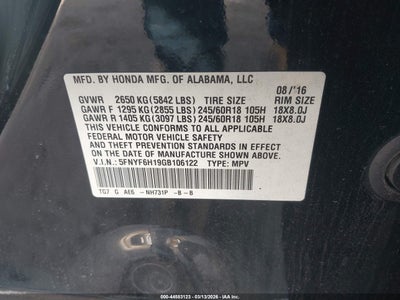 MFD. BY HONDA MFG. OF ALABAMA, LLC 08/'16
GVWR 2650 KG (5842 LBS) TIRE SIZE RIM SIZE
GAWR F 1295 KG (2855 LBS) 245/60R18 105H 18X8.0J
GAWR R 1405 KG (3097 LBS) 245/60R18 105H 18X8.0J
THIS VEHICLE CONFORMS TO ALL APPLICABLE
FEDERAL MOTOR VEHICLE
SAFETY AND THEFT PREVENTION STANDARDS IN
EFFECT ON THE DATE OF MANUFACTURE SHOWN ABOVE.
V.I.N.: 5FNYF6H19GB106122 TYPE: MPV
TG7 G AE6 -NH731P -B-B
000-44553123 - 03/13/2026 - IAA, Inc.